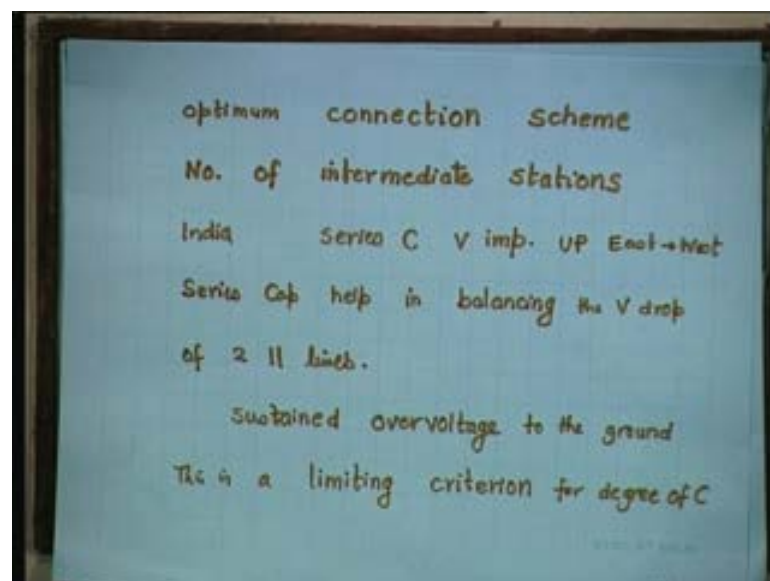 optimum connection scheme
No. of intermediate stations
India Series C V imp. UP East→West
Series Cap help in balancing the V drop
of 2 11 lines.
Sustained overvoltage to the ground
This is a limiting criterion for degree of C